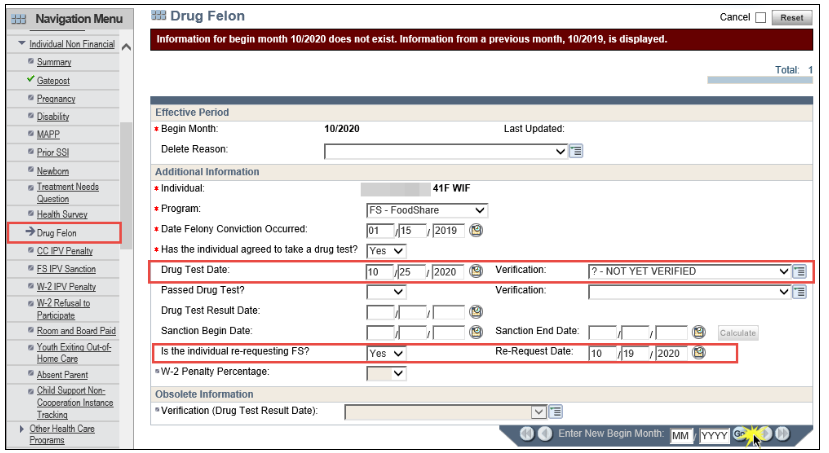 Navigation Menu
Individual Non Financial
Summary
Gatepost
Pregnancy
Disability
MAPP
Prior SSI
Newborn
Treatment Needs
Question
Health Survey
Drug Felon
CC IPV Penalty
FS IPV Sanction
W-2 IPV Penalty
W-2 Refusal to
Participate
Room and Board Paid
Youth Exiting Out-of-
Home Care
Absent Parent
Child Support Non-
Cooperation Instance
Tracking
Other Health Care
Programs
Drug Felon
Cancel Reset
Information for begin month 10/2020 does not exist. Information from a previous month, 10/2019, is displayed.
Total: 1
Effective Period
* Begin Month: 10/2020 Last Updated:
Delete Reason:
Additional Information
* Individual: 41F WIF
* Program: FS - FoodShare
* Date Felony Conviction Occurred: 01 / 15 / 2019
* Has the individual agreed to take a drug test? Yes
Drug Test Date: 10 / 25 / 2020 Verification: ? - NOT YET VERIFIED
Passed Drug Test? Verification:
Drug Test Result Date: / /
Sanction Begin Date: / / Sanction End Date: / / Calculate
Is the individual re-requesting FS? Yes Re-Request Date: 10 / 19 / 2020
W-2 Penalty Percentage:
Obsolete Information
Verification (Drug Test Result Date):
Enter New Begin Month: MM / YYYY Go